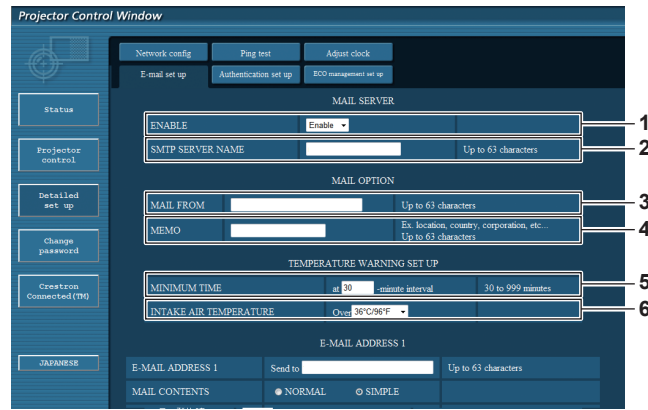 Projector Control Window
Network config Ping test Adjust clock
E-mail set up Authentication set up ECO management set up
Status
Projector control
Detailed set up
Change password
Crestron Connected(TM)
JAPANESE
MAIL SERVER
ENABLE Enable 1
SMTP SERVER NAME Up to 63 characters 2
MAIL OPTION
MAIL FROM Up to 63 characters 3
MEMO Ex. location, country, corporation, etc... 4
Up to 63 characters
TEMPERATURE WARNING SET UP
MINIMUM TIME at 30 -minute interval 30 to 999 minutes 5
INTAKE AIR TEMPERATURE Over 36°C/96°F 6
E-MAIL ADDRESS 1
E-MAIL ADDRESS 1 Send to Up to 63 characters
MAIL CONTENTS NORMAL SIMPLE